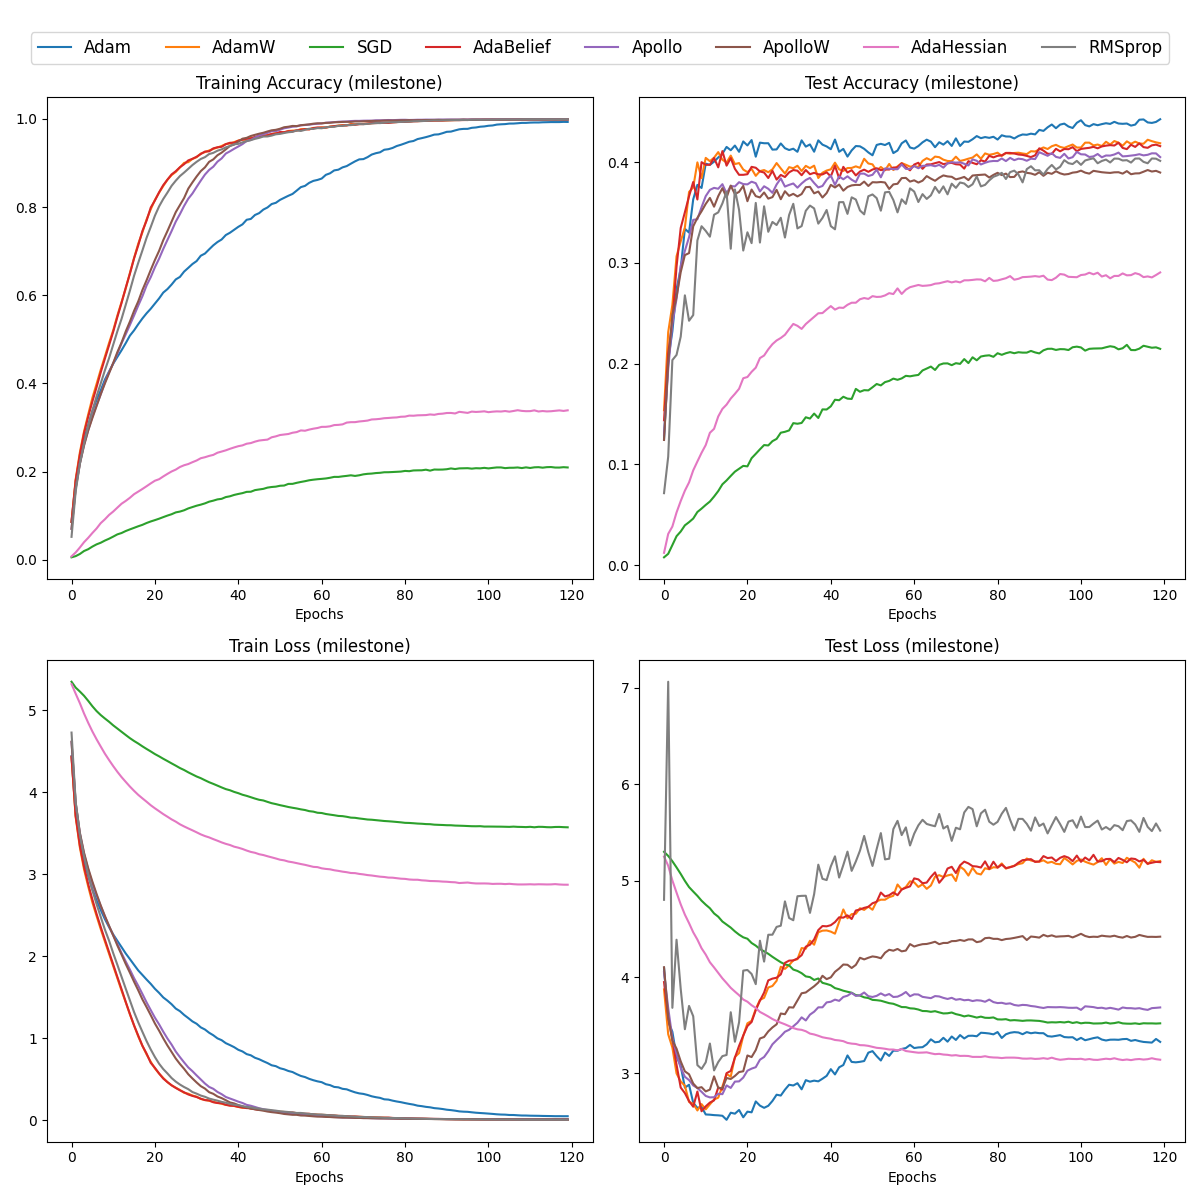 Adam AdamW SGD AdaBelief Apollo ApolloW AdaHessian RMSprop
Training Accuracy (milestone)
1.0
0.8
0.6
0.4
0.2
0.0
0 20 40 60 80 100 120
Epochs
Test Accuracy (milestone)
0.4
0.3
0.2
0.1
0.0
0 20 40 60 80 100 120
Epochs
Train Loss (milestone)
5
4
3
2
1
0
0 20 40 60 80 100 120
Epochs
Test Loss (milestone)
7
6
5
4
3
0 20 40 60 80 100 120
Epochs